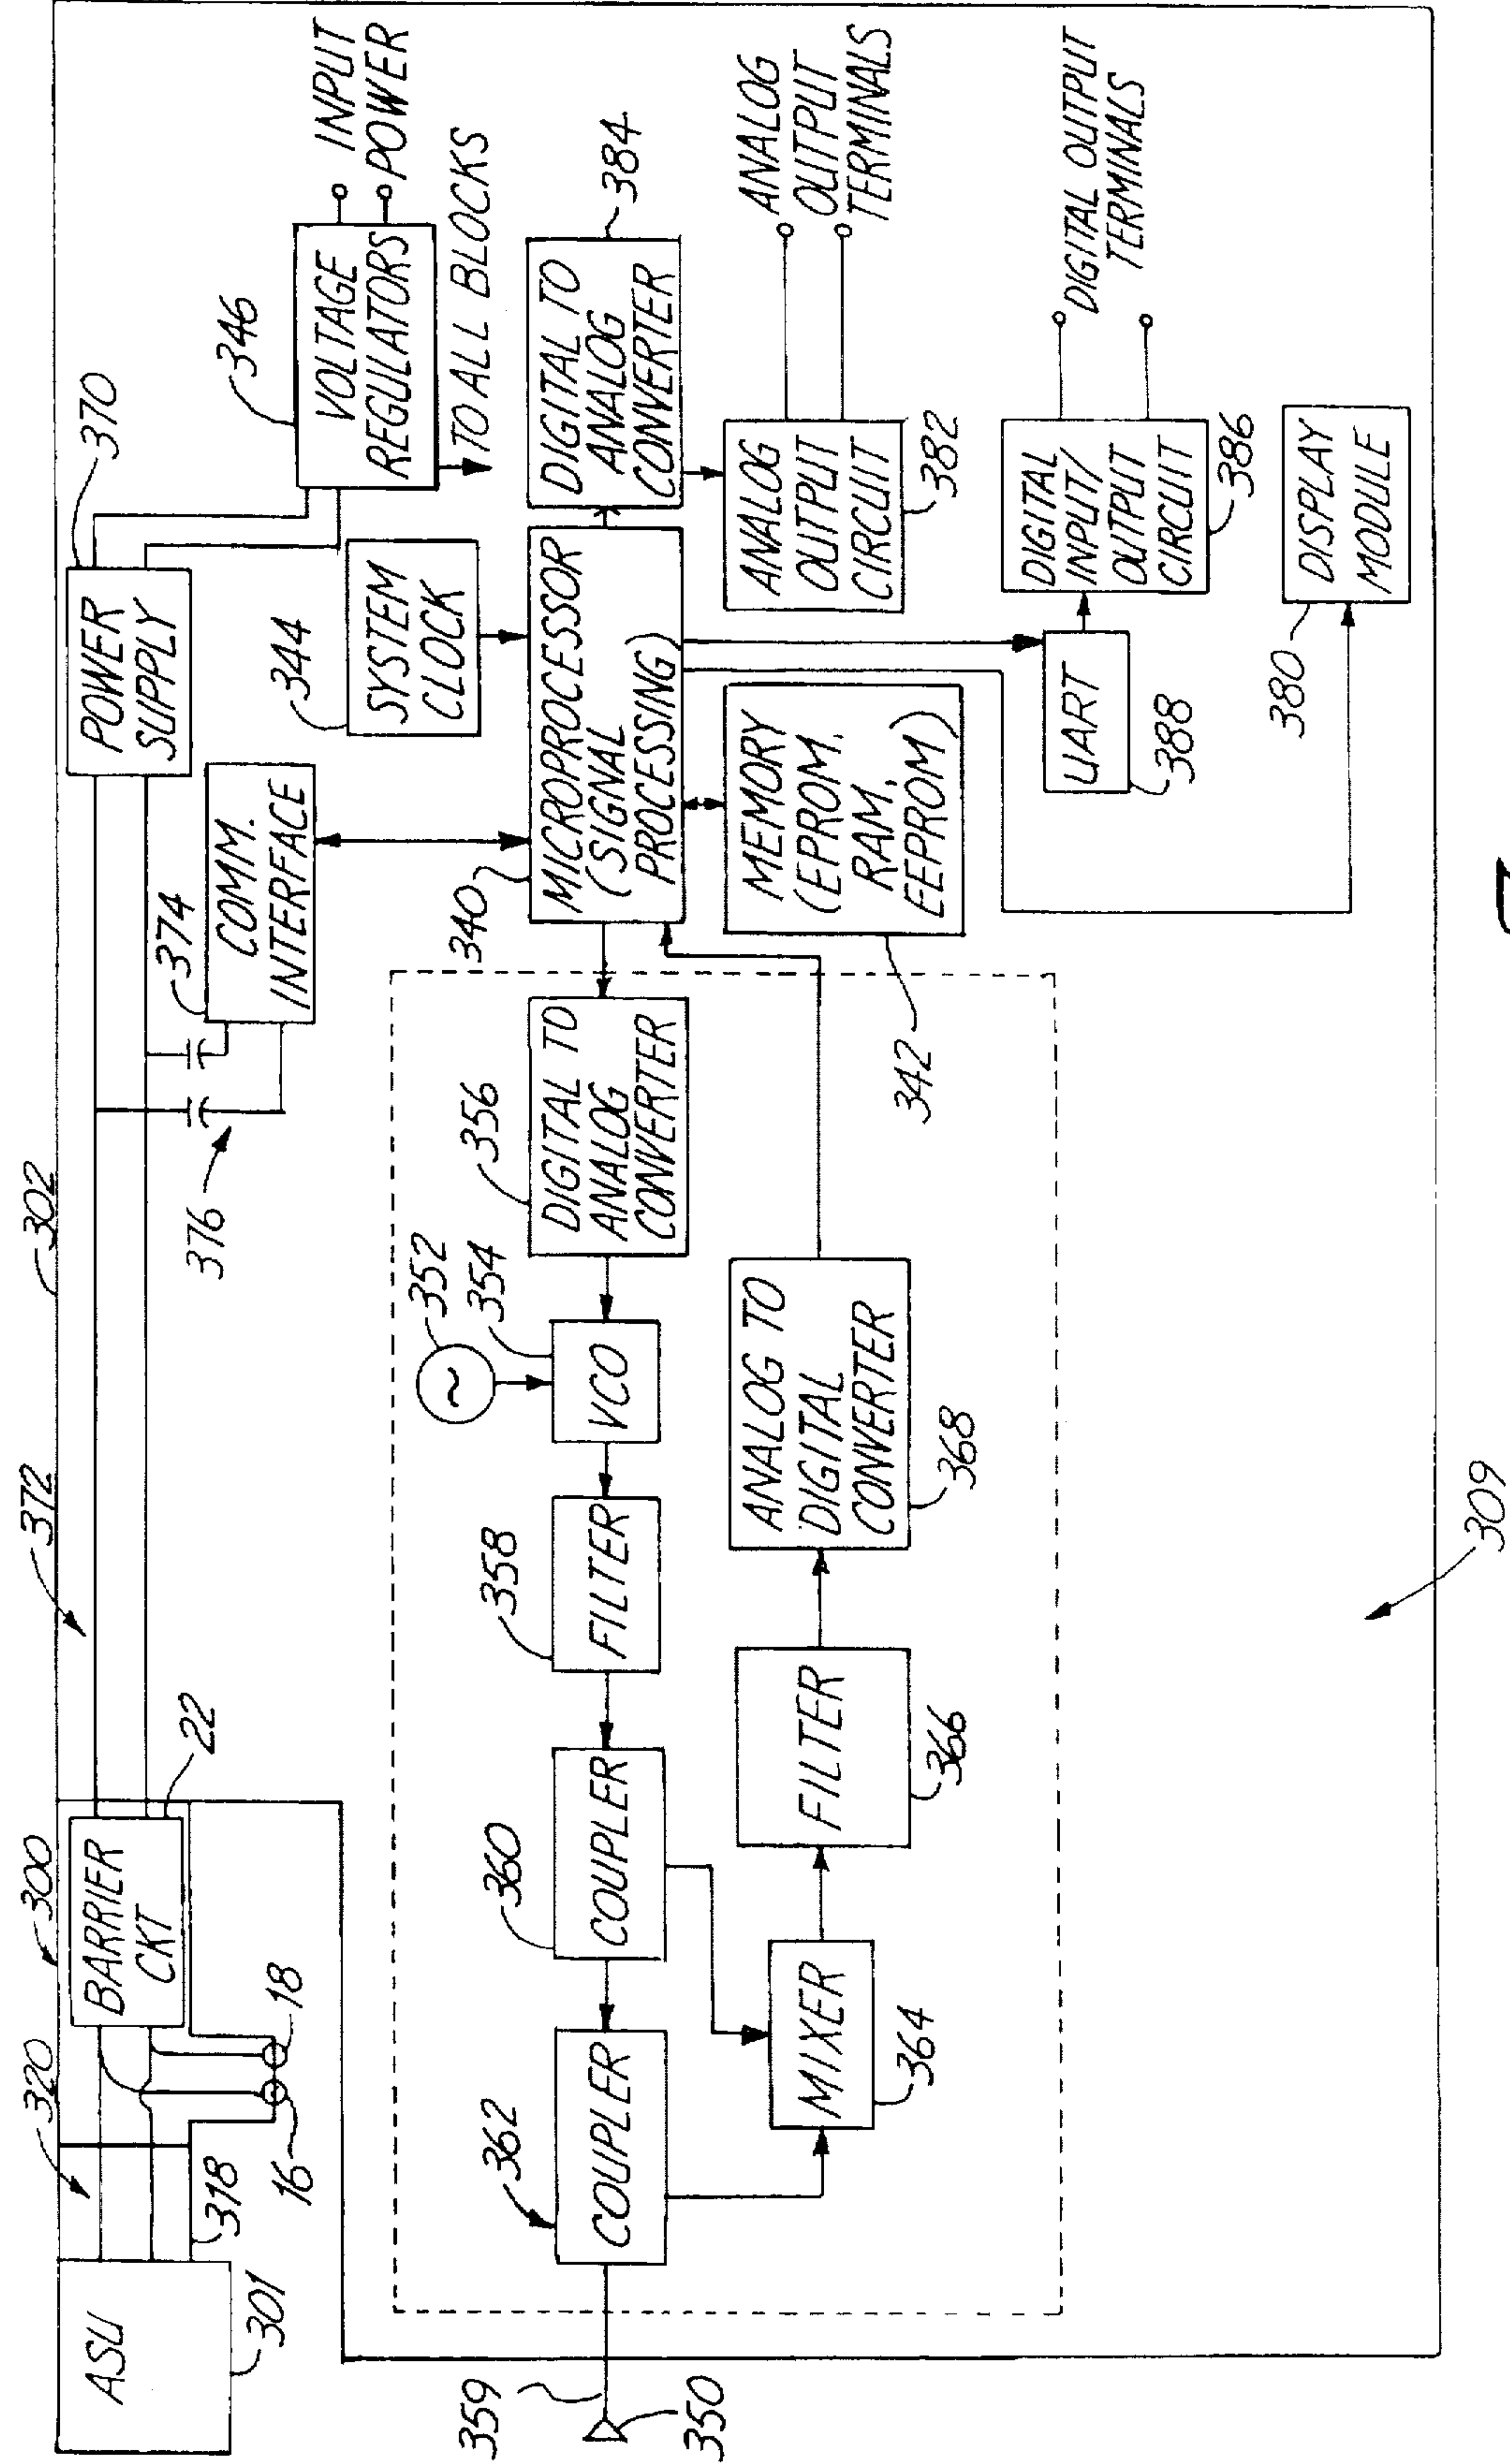 300
302
372
320
ASU
301
318
16
18
BARRIER
CKT
22
376
374
COMM.
INTERFACE
POWER
SUPPLY
370
344
SYSTEM
CLOCK
346
VOLTAGE
REGULATORS
INPUT
POWER
TO ALL BLOCKS
359
350
362
COUPLER
360
COUPLER
358
FILTER
352
354
VCO
356
DIGITAL TO
ANALOG
CONVERTER
340
MICROPROCESSOR
(SIGNAL
PROCESSING)
DIGITAL TO
ANALOG
CONVERTER
384
MIXER
364
FILTER
366
ANALOG TO
DIGITAL
CONVERTER
368
342
MEMORY
(EPROM,
RAM,
EEPROM)
ANALOG
OUTPUT
CIRCUIT
382
ANALOG
OUTPUT
TERMINALS
UART
388
DIGITAL
INPUT/
OUTPUT
CIRCUIT
386
DIGITAL OUTPUT
TERMINALS
380
DISPLAY
MODULE
309